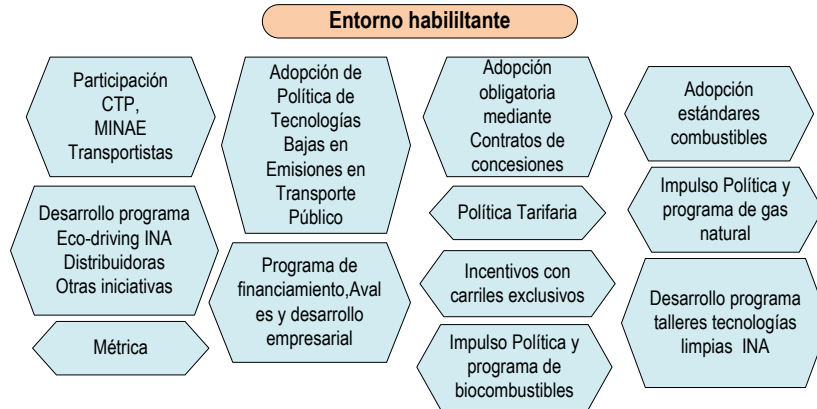 Entorno habililtante
Participación
CTP,
MINAE
Transportistas
Desarrollo programa
Eco-driving INA
Distribuidoras
Otras iniciativas
Métrica
Adopción de
Política de
Tecnologías
Bajas en
Emisiones en
Transporte
Público
Programa de
financiamiento,Aval
es y desarrollo
empresarial
Adopción
obligatoria
mediante
Contratos de
concesiones
Política Tarifaria
Incentivos con
carriles exclusivos
Impulso Política y
programa de
biocombustibles
Adopción
estándares
combustibles
Impulso Política y
programa de gas
natural
Desarrollo programa
talleres tecnologías
limpias INA